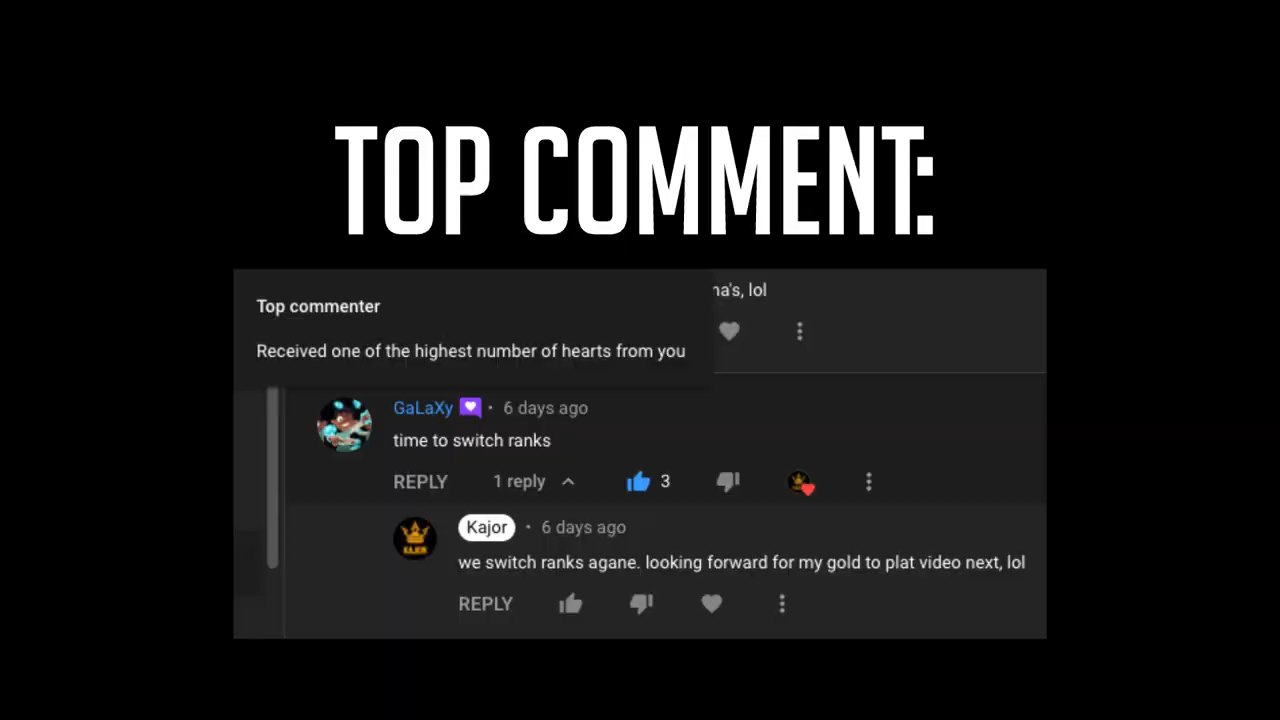 TOP COMMENT:
Top commenter
Received one of the highest number of hearts from you
lol
GaLaXy • 6 days ago
time to switch ranks
REPLY 1 reply 3
Kajor • 6 days ago
we switch ranks agane. looking forward for my gold to plat video next, lol
REPLY